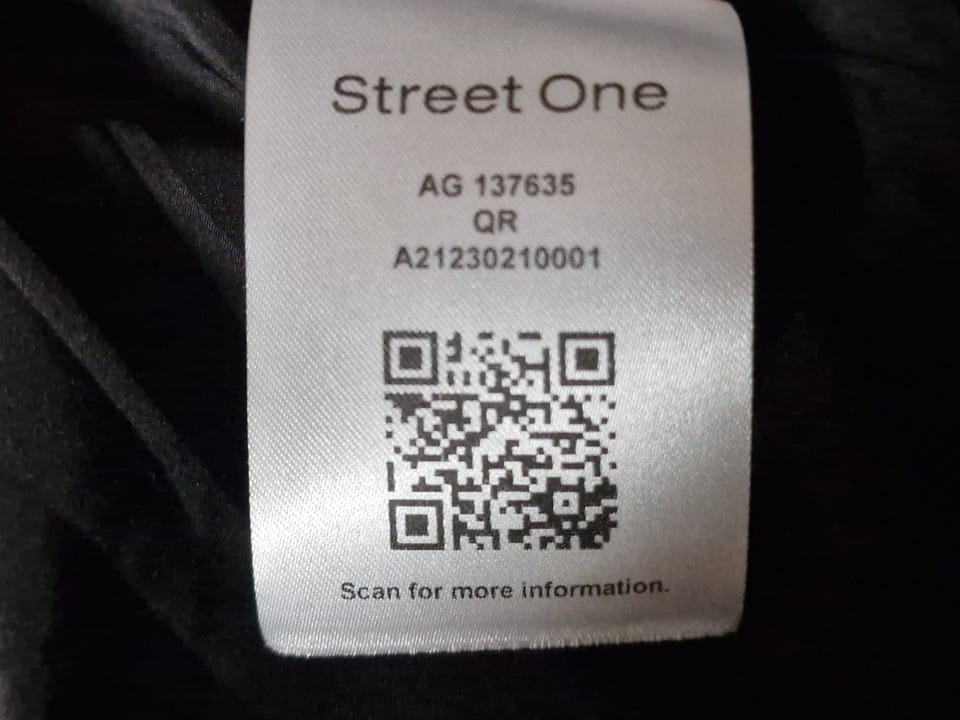 Street One
AG 137635
QR
A21230210001
Scan for more information.